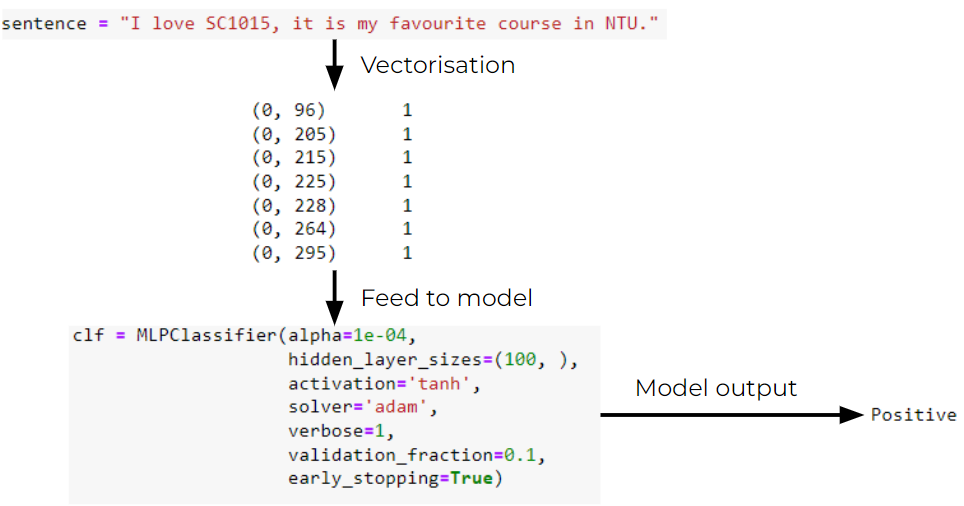 sentence = "I love SC1015, it is my favourite course in NTU."
Vectorisation
(0, 96) 1
(0, 205) 1
(0, 215) 1
(0, 225) 1
(0, 228) 1
(0, 264) 1
(0, 295) 1
Feed to model
clf = MLPClassifier(alpha=1e-04,
hidden_layer_sizes=(100, ),
activation='tanh',
solver='adam',
verbose=1,
validation_fraction=0.1,
early_stopping=True)
Model output
Positive